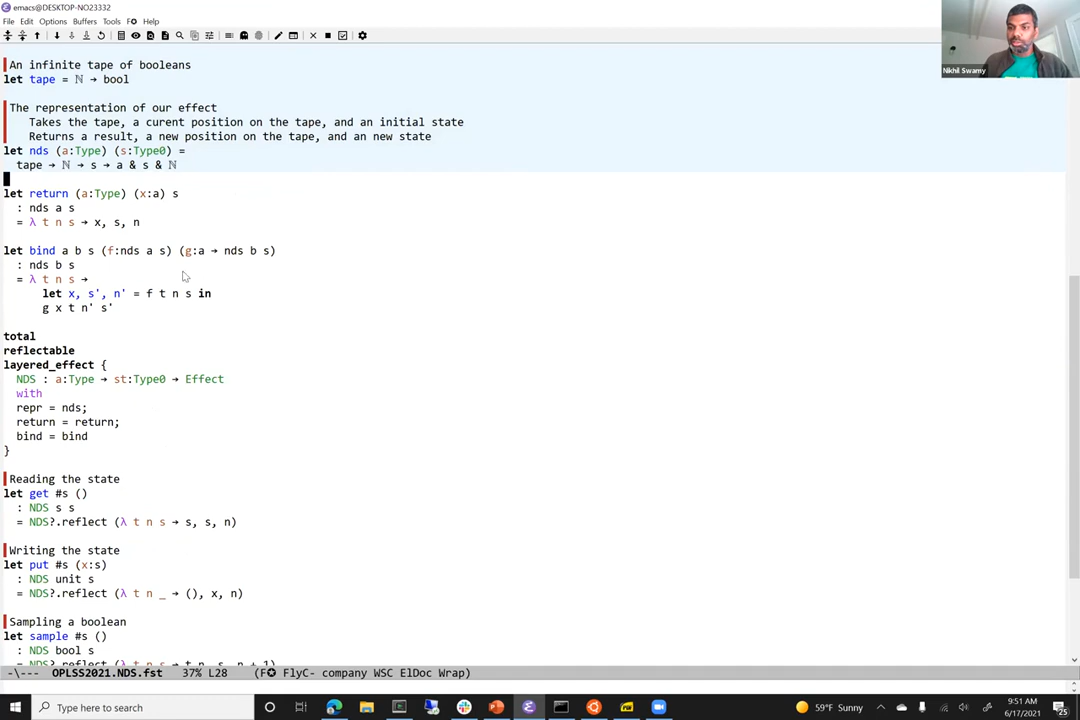 emacs@DESKTOP-NO23332
File Edit Options Buffers Tools F✪ Help
An infinite tape of booleans
let tape = ℕ → bool
The representation of our effect
Takes the tape, a curent position on the tape, and an initial state
Returns a result, a new position on the tape, and an new state
let nds (a:Type) (s:Type0) =
tape → ℕ → s → a & s & ℕ
let return (a:Type) (x:a) s
: nds a s
= λ t n s → x, s, n
let bind a b s (f:nds a s) (g:a → nds b s)
: nds b s
= λ t n s →
let x, s', n' = f t n s in
g x t n' s'
total
reflectable
layered_effect {
NDS : a:Type → st:Type0 → Effect
with
repr = nds;
return = return;
bind = bind
}
Reading the state
let get #s ()
: NDS s s
= NDS?.reflect (λ t n s → s, s, n)
Writing the state
let put #s (x:s)
: NDS unit s
= NDS?.reflect (λ t n _ → (), x, n)
Sampling a boolean
let sample #s ()
: NDS bool s
= NDS?.reflect (λ t n s → t n, s, n + 1)
-\--- OPLSS2021.NDS.fst 37% L28 (F✪ FlyC- company WSC ElDoc Wrap)
Nikhil Swamy
Type here to search
59°F Sunny
9:51 AM
6/17/2021
25